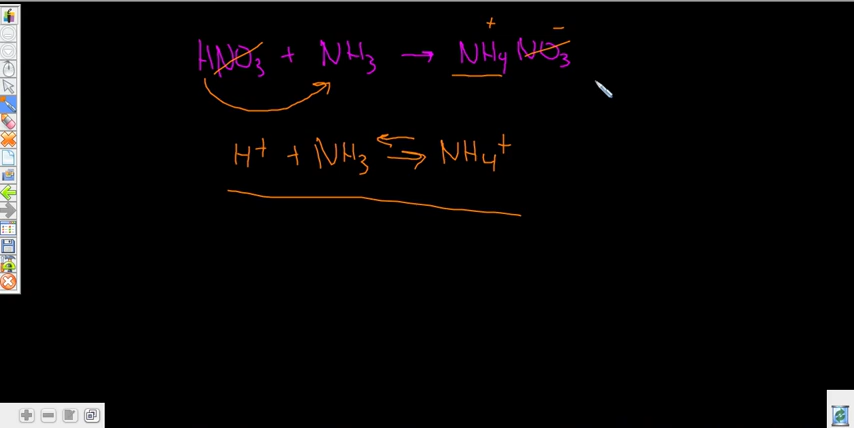 HNO₃ + NH₃ → NH₄⁺NO₃⁻
H⁺ + NH₃ ⇌ NH₄⁺